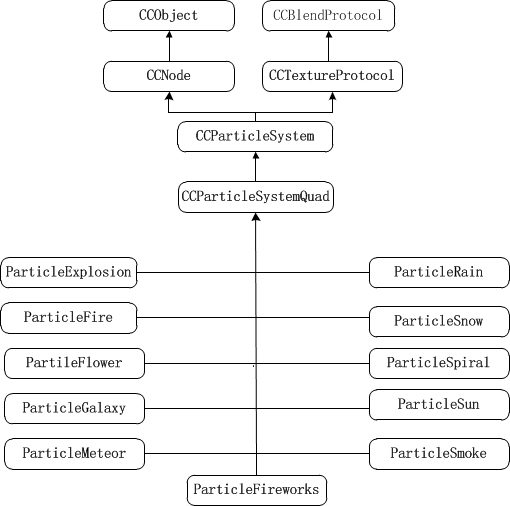 CCObject
CCBlendProtocol
CCNode
CCTextureProtocol
CCParticleSystem
CCParticleSystemQuad
ParticleExplosion
ParticleRain
ParticleFire
ParticleSnow
PartileFlower
ParticleSpiral
ParticleGalaxy
ParticleSun
ParticleMeteor
ParticleSmoke
ParticleFireworks